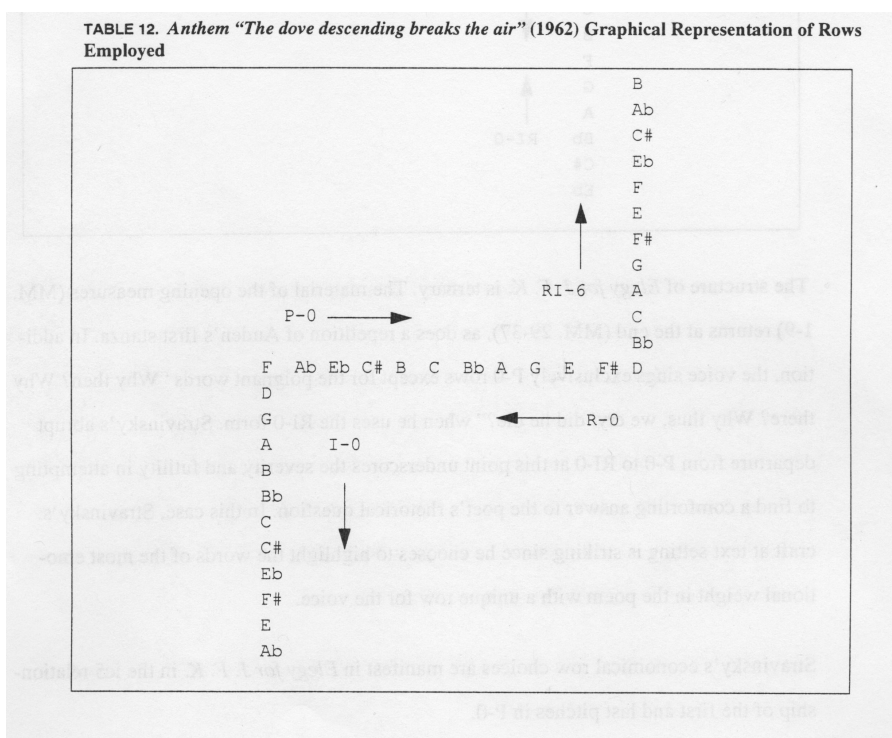 TABLE 12. Anthem “The dove descending breaks the air” (1962) Graphical Representation of Rows
Employed
B
Ab
C#
Eb
F
E
F#
G
RI-6 A
C
P-0
Bb
F Ab Eb C# B C Bb A G E F# D
D
G R-0
A I-0
B
Bb
C
C#
Eb
F#
E
Ab